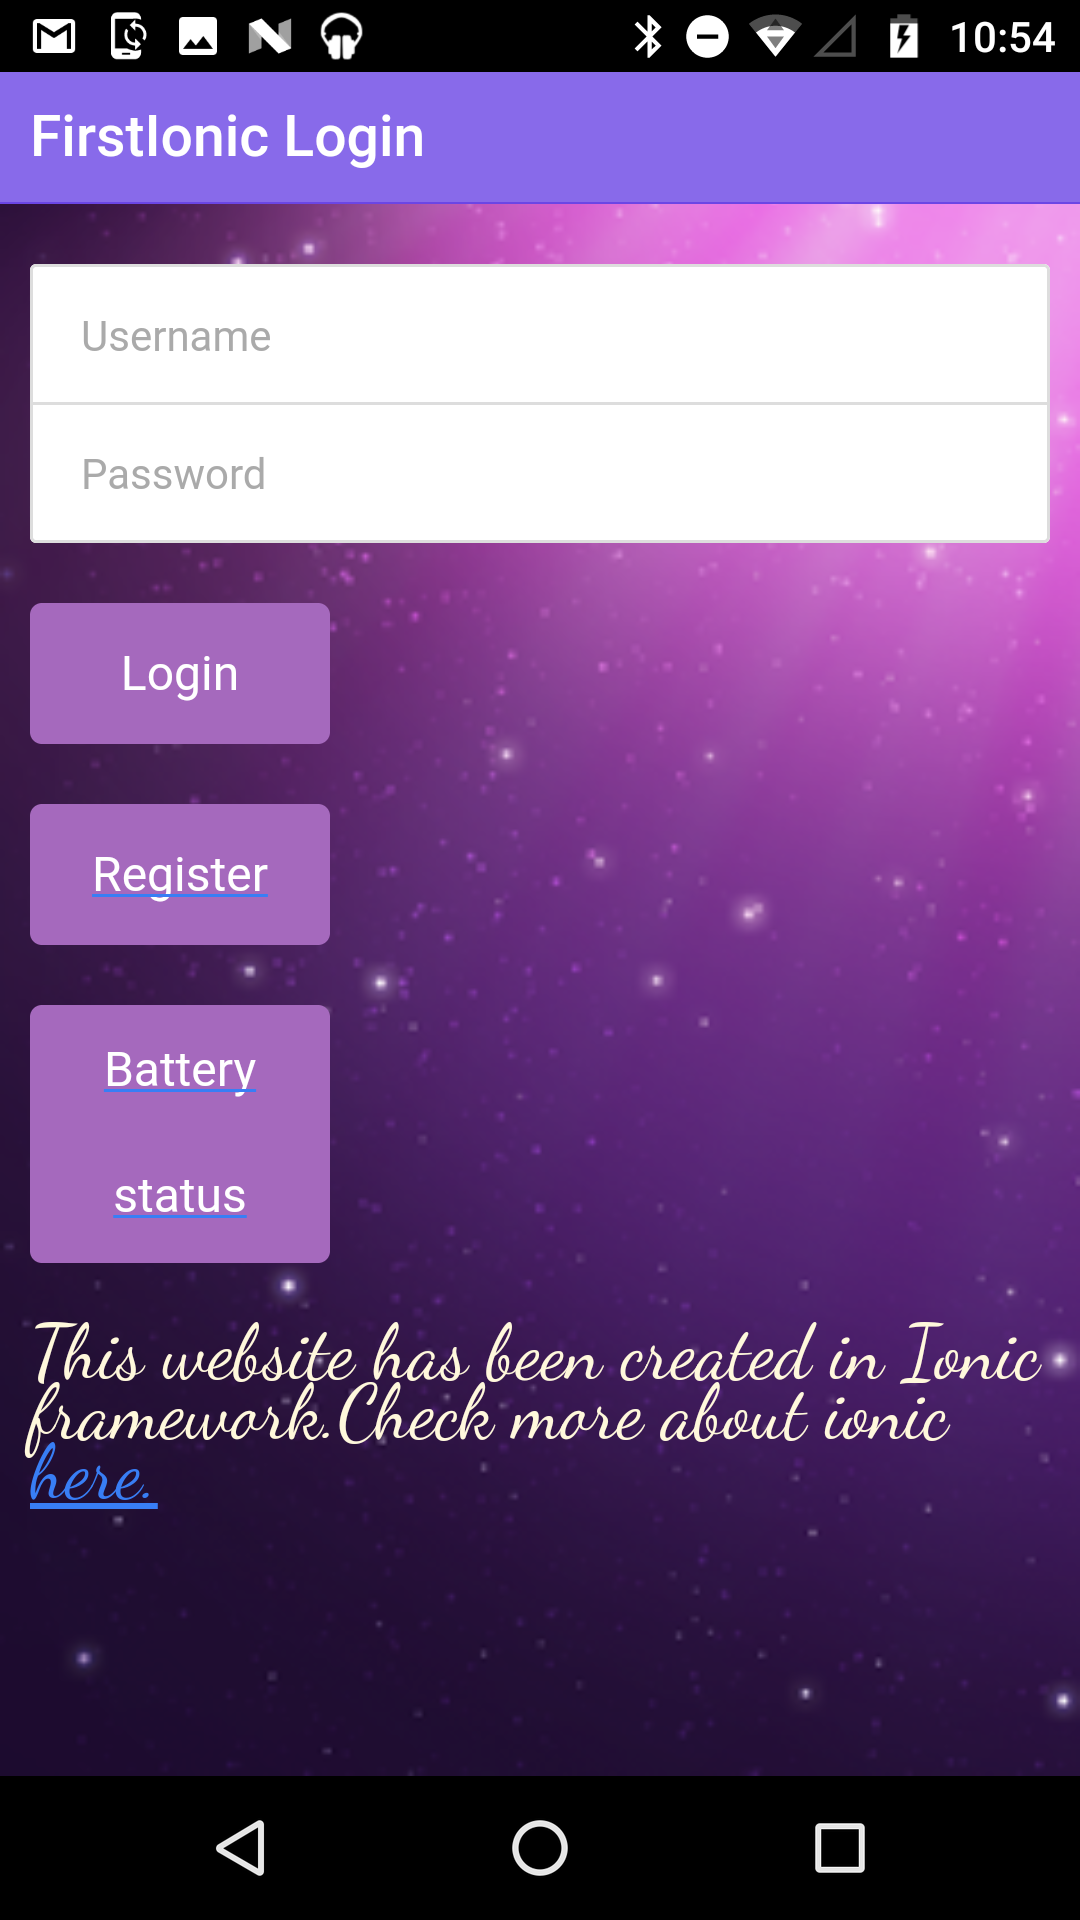 10:54
FirstIonic Login
Username
Password
Login
Register
Battery
status
This website has been created in Ionic
framework.Check more about ionic
here.